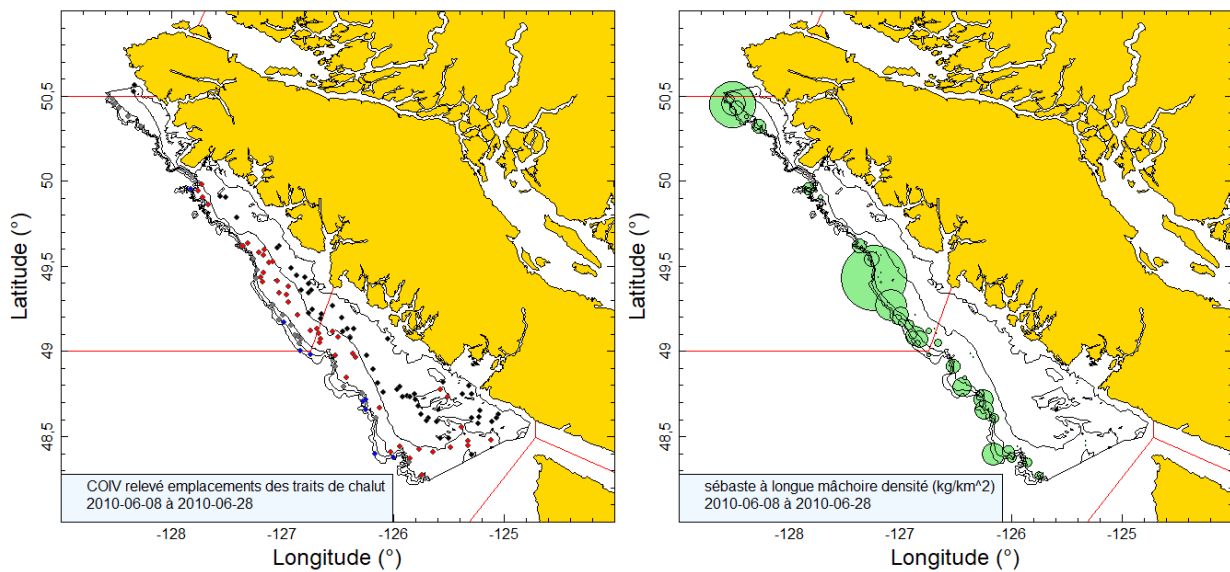 50,5
50
49,5
49
48,5
Latitude (°)
COIV relevé emplacements des traits de chalut
2010-06-08 à 2010-06-28
-128
-127
-126
-125
Longitude (°)
50,5
50
49,5
49
48,5
Latitude (°)
sébaste à longue mâchoire densité (kg/km^2)
2010-06-08 à 2010-06-28
-128
-127
-126
-125
Longitude (°)